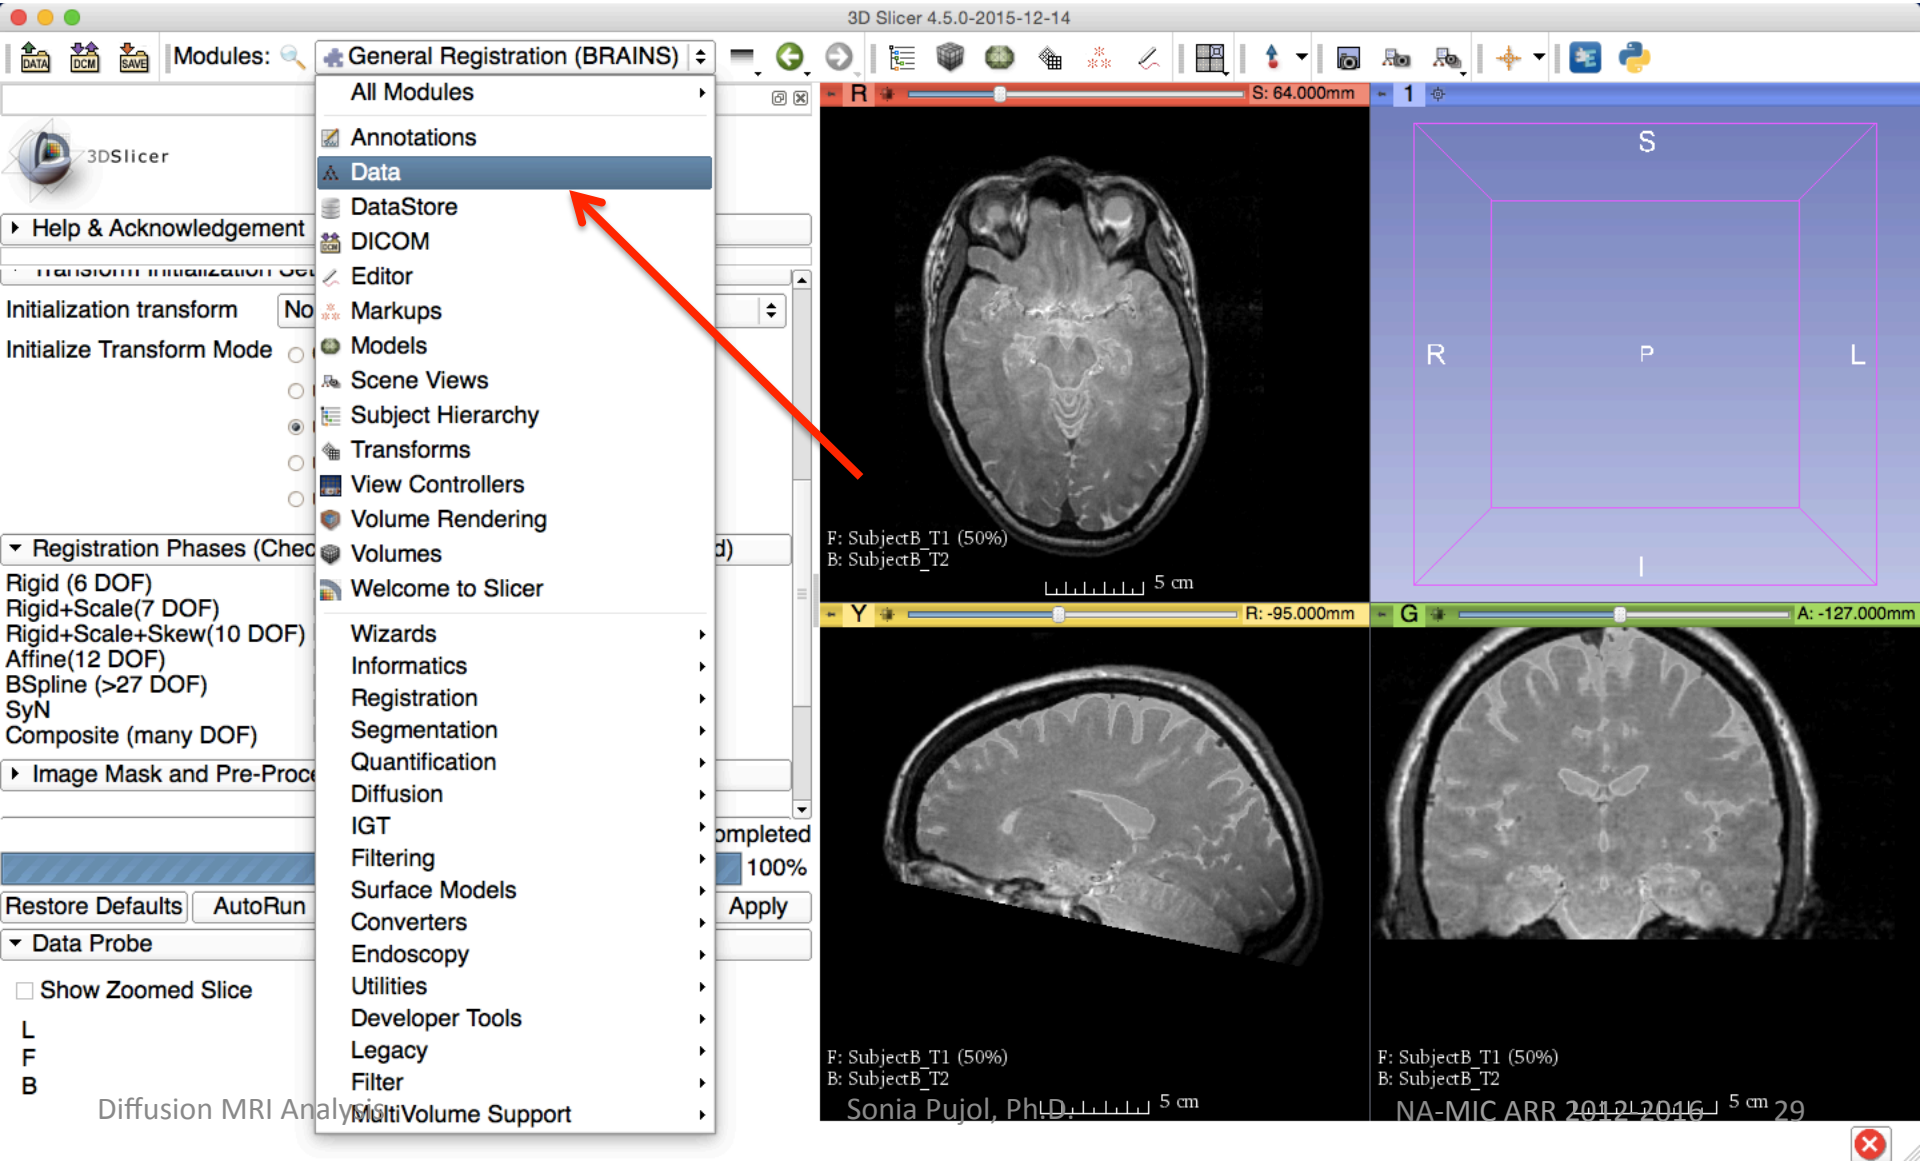 3D Slicer 4.5.0-2015-12-14
DATA DCM SAVE Modules: General Registration (BRAINS)
3DSlicer
Help & Acknowledgement
Initialization transform No
Initialize Transform Mode
Registration Phases (Chec d)
Rigid (6 DOF)
Rigid+Scale(7 DOF)
Rigid+Scale+Skew(10 DOF)
Affine(12 DOF)
BSpline (>27 DOF)
SyN
Composite (many DOF)
Image Mask and Pre-Proce
ompleted
100%
Restore Defaults AutoRun Apply
Data Probe
Show Zoomed Slice
L
F
B
All Modules
Annotations
Data
DataStore
DICOM
Editor
Markups
Models
Scene Views
Subject Hierarchy
Transforms
View Controllers
Volume Rendering
Volumes
Welcome to Slicer
Wizards
Informatics
Registration
Segmentation
Quantification
Diffusion
IGT
Filtering
Surface Models
Converters
Endoscopy
Utilities
Developer Tools
Legacy
Filter
MultiVolume Support
R S: 64.000mm
F: SubjectB_T1 (50%)
B: SubjectB_T2
5 cm
1
S
R P L
I
Y R: -95.000mm
F: SubjectB_T1 (50%)
B: SubjectB_T2
5 cm
G A: -127.000mm
F: SubjectB_T1 (50%)
B: SubjectB_T2
5 cm
Diffusion MRI Analysis Sonia Pujol, Ph.D. NA-MIC ARR 2012-2016 29